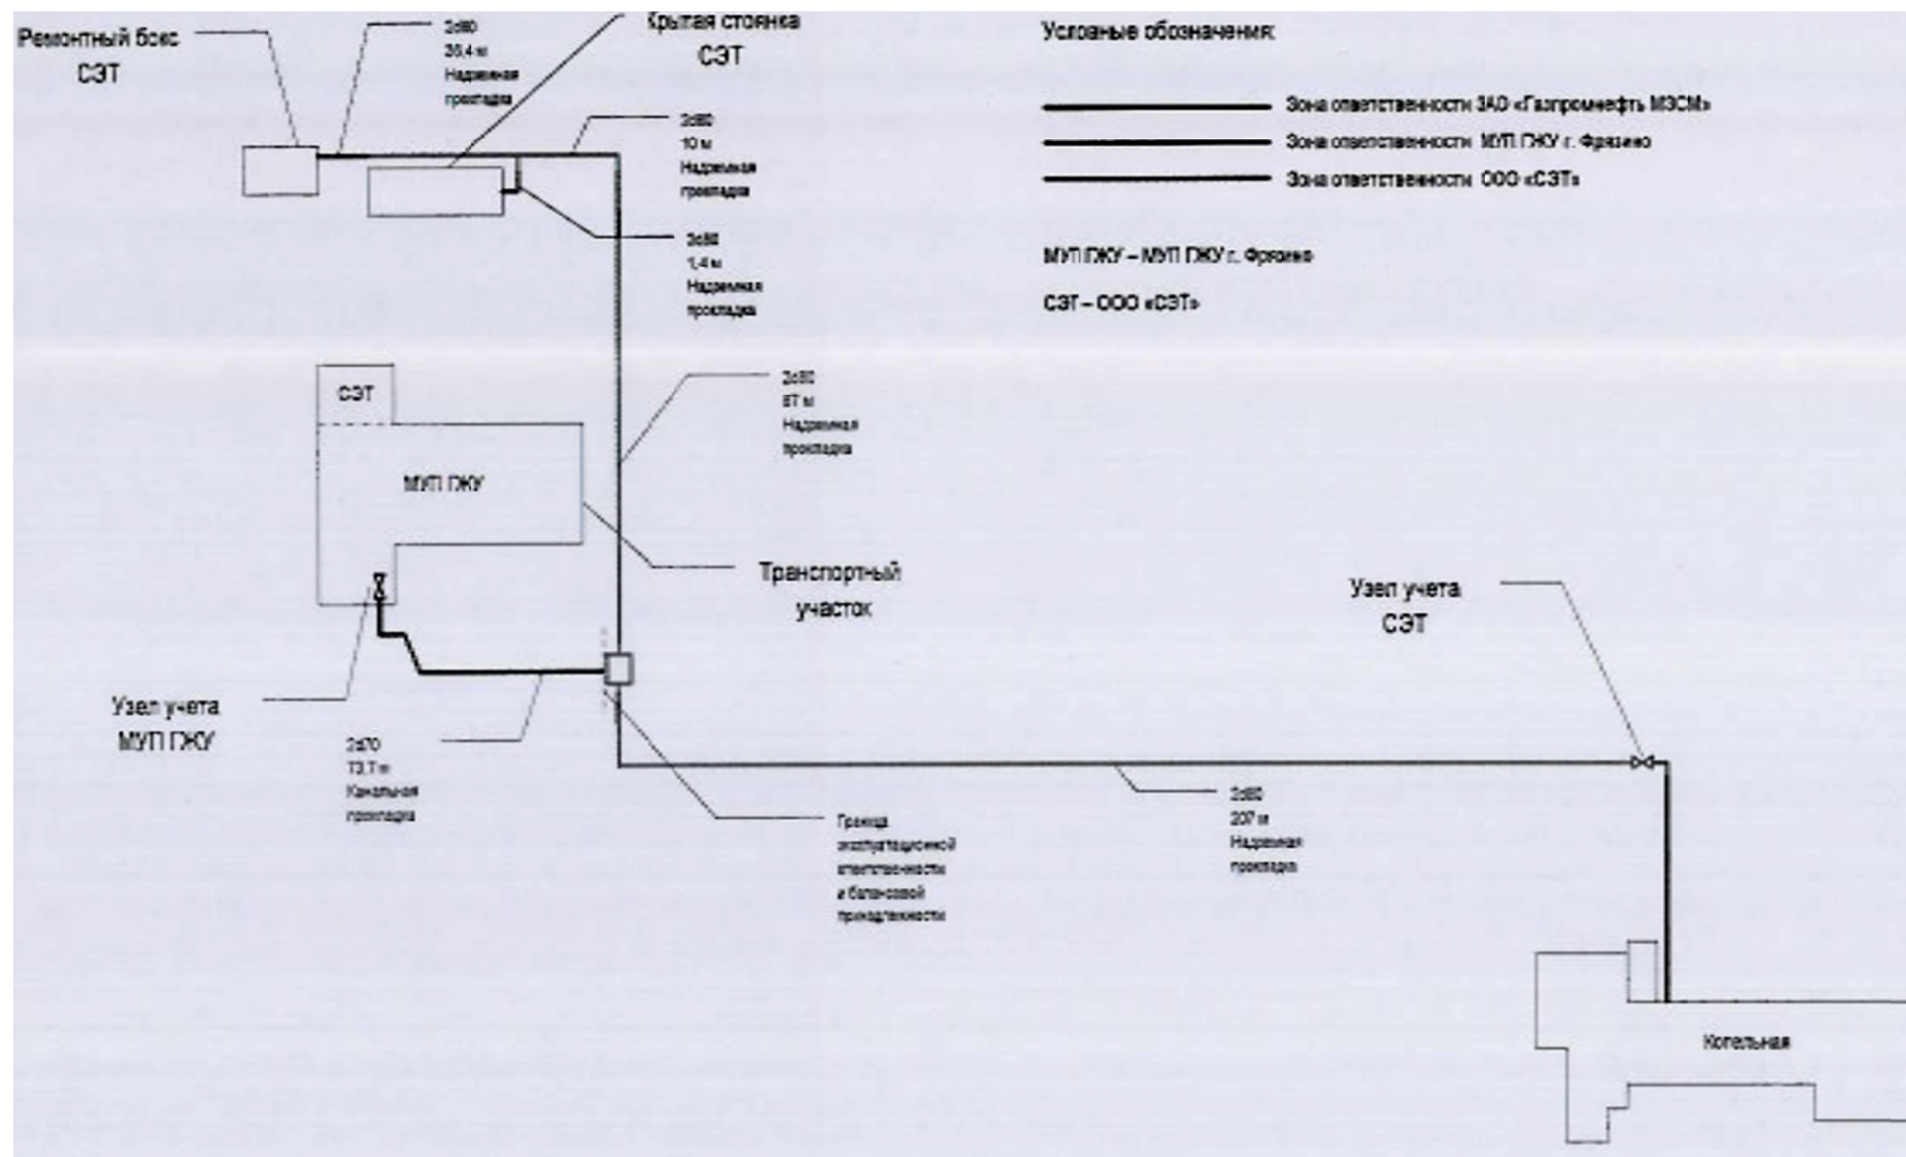 Ремонтный бокс
СЭТ
2d80
36,4 м
Надземная
прокладка
Крытая стоянка
СЭТ
2d80
10 м
Надземная
прокладка
2d80
1,4 м
Надземная
прокладка
Условные обозначения:
Зона ответственности ЗАО «Газпромнефть МЗСМ»
Зона ответственности МУП ГЖУ г. Фрязино
Зона ответственности ООО «СЭТ»
МУП ГЖУ – МУП ГЖУ г. Фрязино
СЭТ – ООО «СЭТ»
СЭТ
МУП ГЖУ
2d80
67 м
Надземная
прокладка
Транспортный
участок
Узел учета
СЭТ
Узел учета
МУП ГЖУ
2d70
73,7 м
Канальная
прокладка
Граница
эксплуатационной
ответственности
и балансовой
принадлежности
2d80
207 м
Надземная
прокладка
Котельная